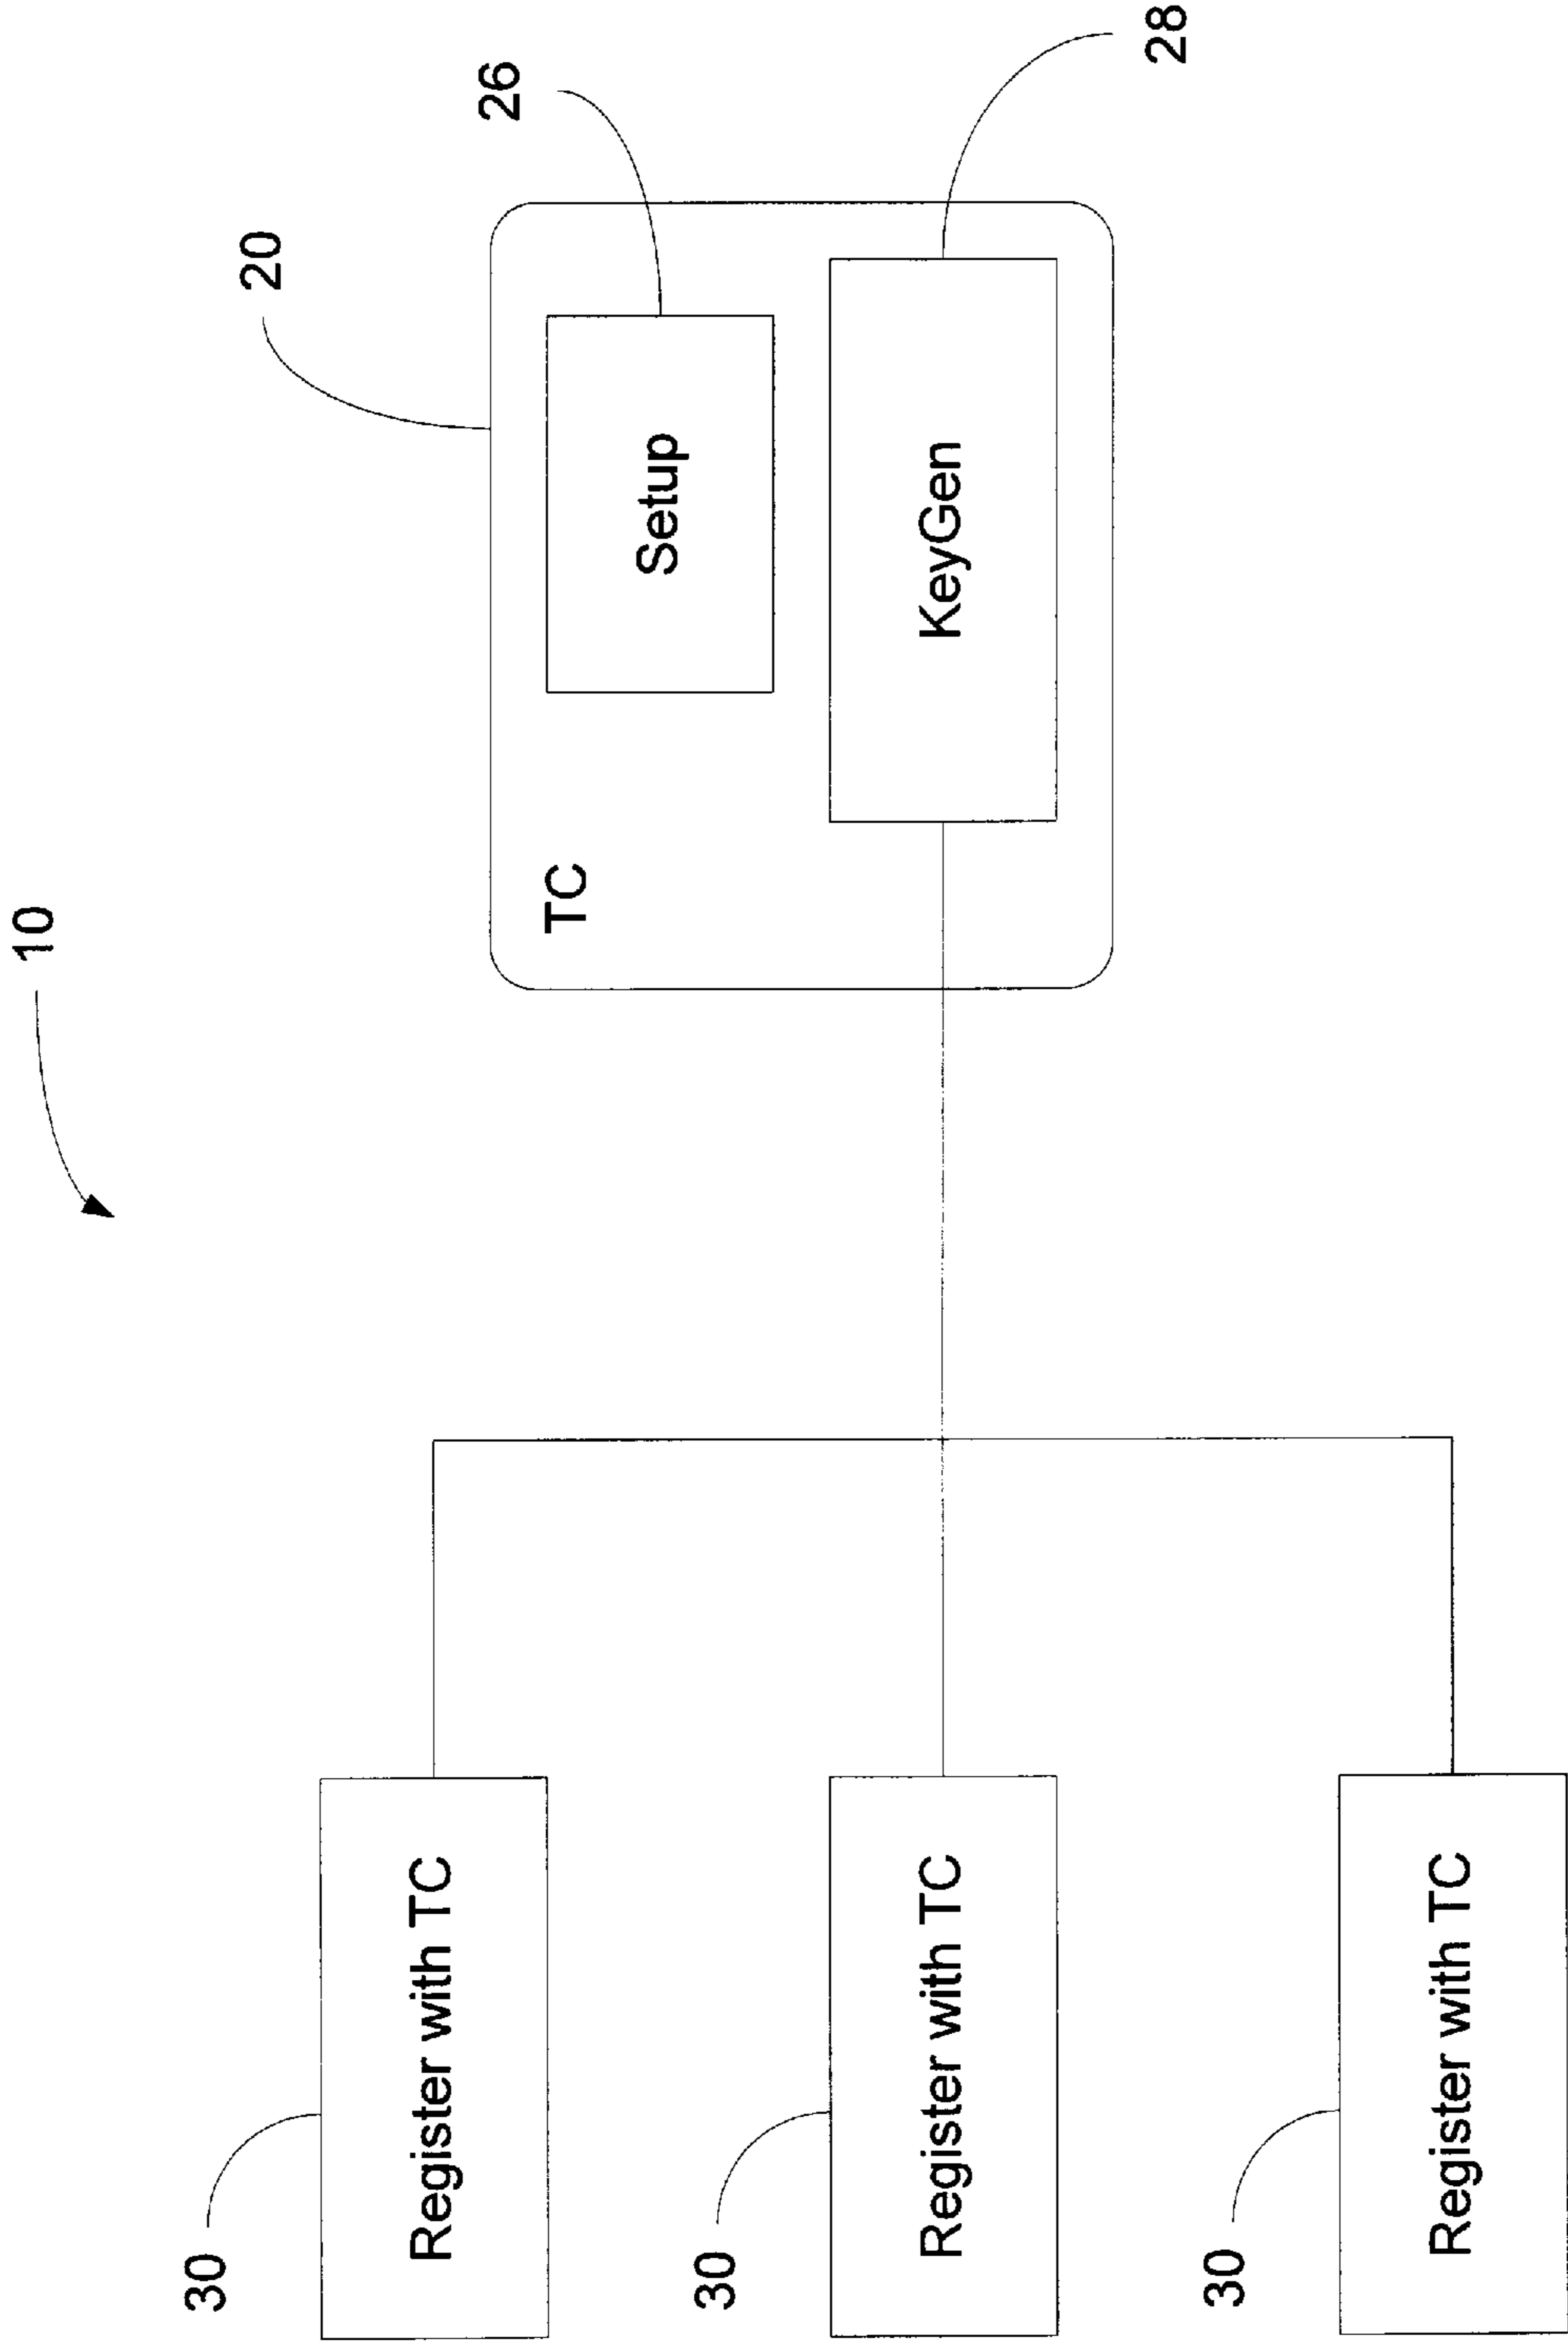 10
20
26
TC
Setup
KeyGen
28
30
Register with TC
30
Register with TC
30
Register with TC